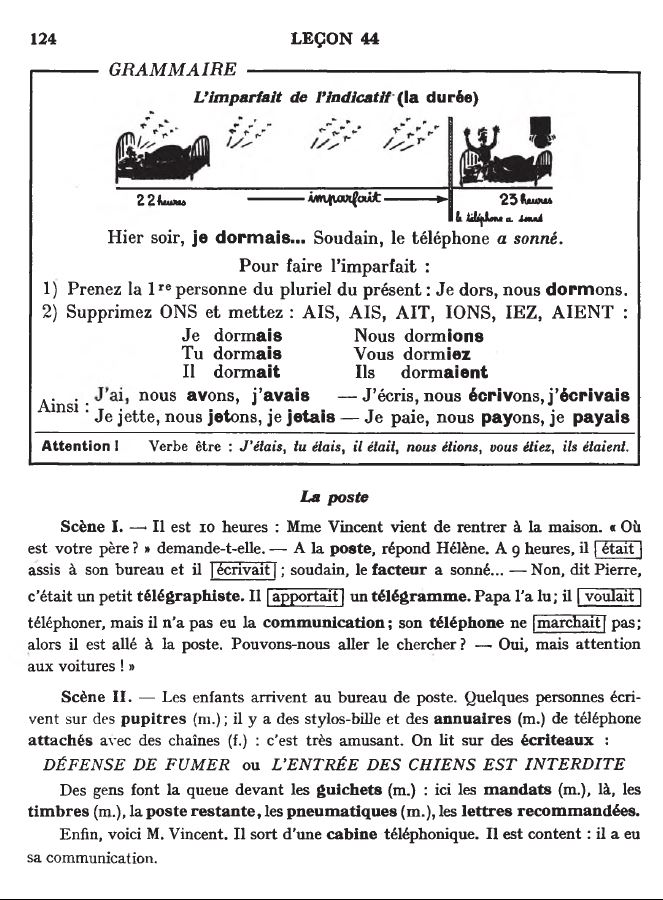 124 LEÇON 44
GRAMMAIRE
L'imparfait de l'indicatif (la durée)
22 heures imparfait 23 heures
le téléphone a sonné
Hier soir, je dormais... Soudain, le téléphone a sonné.
Pour faire l'imparfait :
1) Prenez la 1re personne du pluriel du présent : Je dors, nous dormons.
2) Supprimez ONS et mettez : AIS, AIS, AIT, IONS, IEZ, AIENT :
Je dormais Nous dormions
Tu dormais Vous dormiez
Il dormait Ils dormaient
Ainsi : J'ai, nous avons, j'avais — J'écris, nous écrivons, j'écrivais
Je jette, nous jetons, je jetais — Je paie, nous payons, je payais
Attention ! Verbe être : J'étais, tu étais, il était, nous étions, vous étiez, ils étaient.
La poste
Scène I. — Il est 10 heures : Mme Vincent vient de rentrer à la maison. « Où
est votre père ? » demande-t-elle. — A la poste, répond Hélène. A 9 heures, il était
assis à son bureau et il écrivait ; soudain, le facteur a sonné... — Non, dit Pierre,
c'était un petit télégraphiste. Il apportait un télégramme. Papa l'a lu ; il voulait
téléphoner, mais il n'a pas eu la communication ; son téléphone ne marchait pas ;
alors il est allé à la poste. Pouvons-nous aller le chercher ? — Oui, mais attention
aux voitures ! »
Scène II. — Les enfants arrivent au bureau de poste. Quelques personnes écri-
vent sur des pupitres (m.) ; il y a des stylos-bille et des annuaires (m.) de téléphone
attachés avec des chaînes (f.) : c'est très amusant. On lit sur des écriteaux :
DÉFENSE DE FUMER ou L'ENTRÉE DES CHIENS EST INTERDITE
Des gens font la queue devant les guichets (m.) : ici les mandats (m.), là, les
timbres (m.), la poste restante, les pneumatiques (m.), les lettres recommandées.
Enfin, voici M. Vincent. Il sort d'une cabine téléphonique. Il est content : il a eu
sa communication.